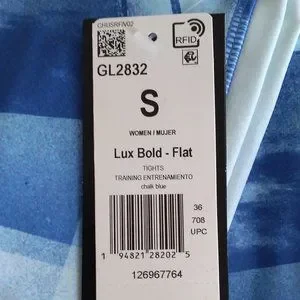 GHUSRFIV02
RFID
GL2832
S
WOMEN / MUJER
Lux Bold - Flat
TIGHTS
TRAINING ENTRENAMIENTO
chalk blue
36
708
UPC
1 94821 28202 5
126967764